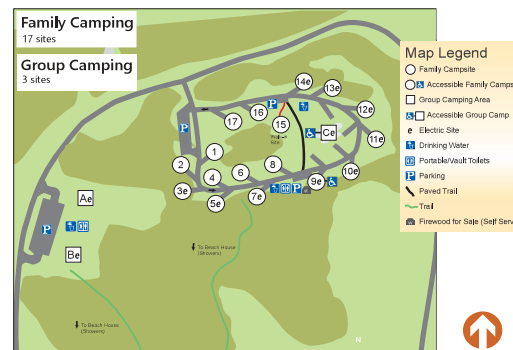 Family Camping
17 sites
Group Camping
3 sites
Map Legend
Family Campsite
Accessible Family Camps
Group Camping Area
Accessible Group Camp
e Electric Site
Drinking Water
Portable/Vault Toilets
P Parking
Paved Trail
Trail
Firewood for Sale (Self Serv
14e
13e
12e
11e
10e
9e
Ce
P
16
17
15
Site
P
1
2
3e
4
5e
6
7e
8
P
Ae
P
Be
To Beach House
(Showers)
To Beach House
(Showers)
N